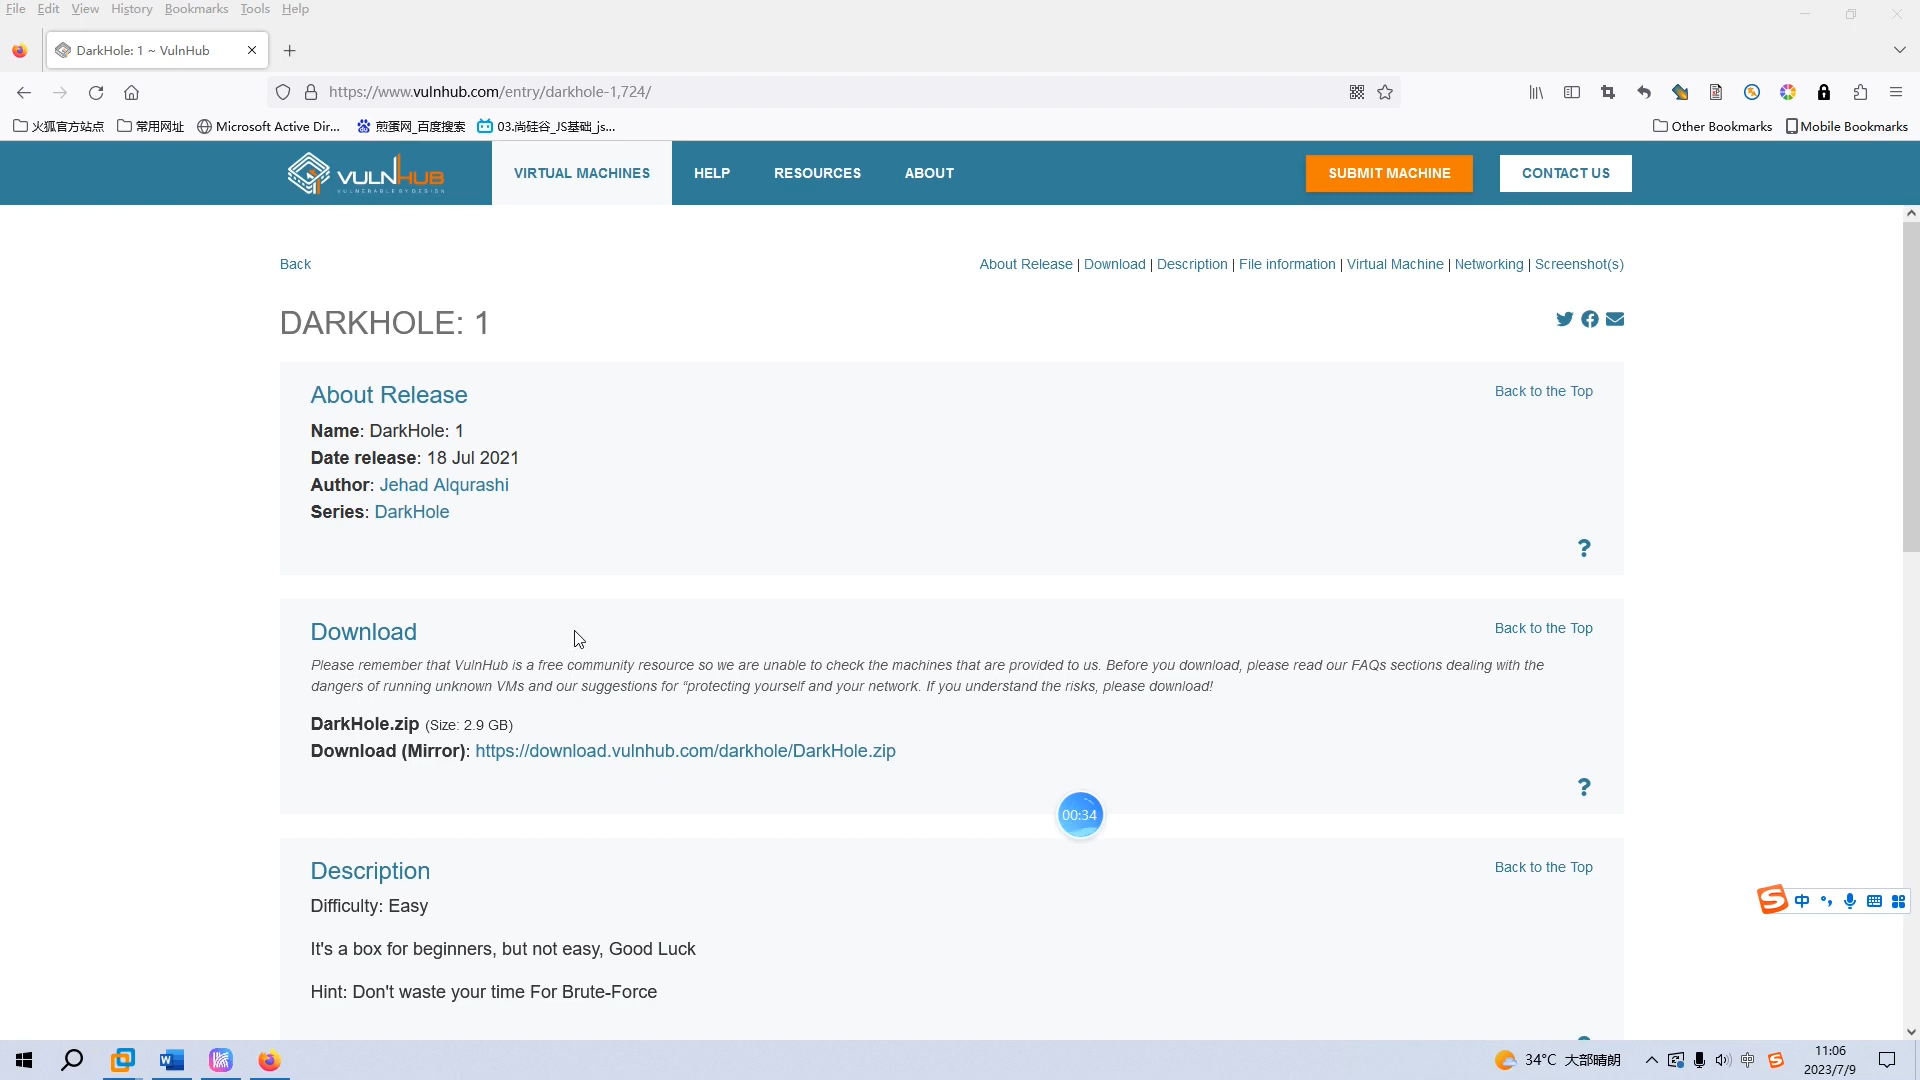 File Edit View History Bookmarks Tools Help
DarkHole: 1 ~ VulnHub
https://www.vulnhub.com/entry/darkhole-1,724/
火狐官方站点 常用网址 Microsoft Active Dir... 煎蛋网_百度搜索 03.尚硅谷_JS基础_js... Other Bookmarks Mobile Bookmarks
VULNHUB
VULNERABLE BY DESIGN
VIRTUAL MACHINES HELP RESOURCES ABOUT SUBMIT MACHINE CONTACT US
Back About Release | Download | Description | File information | Virtual Machine | Networking | Screenshot(s)
DARKHOLE: 1
About Release Back to the Top
Name: DarkHole: 1
Date release: 18 Jul 2021
Author: Jehad Alqurashi
Series: DarkHole
?
Download Back to the Top
Please remember that VulnHub is a free community resource so we are unable to check the machines that are provided to us. Before you download, please read our FAQs sections dealing with the
dangers of running unknown VMs and our suggestions for “protecting yourself and your network. If you understand the risks, please download!
DarkHole.zip (Size: 2.9 GB)
Download (Mirror): https://download.vulnhub.com/darkhole/DarkHole.zip
?
00:34
Description Back to the Top
Difficulty: Easy
中
It's a box for beginners, but not easy, Good Luck
Hint: Don't waste your time For Brute-Force
34°C 大部晴朗 中 11:06
2023/7/9